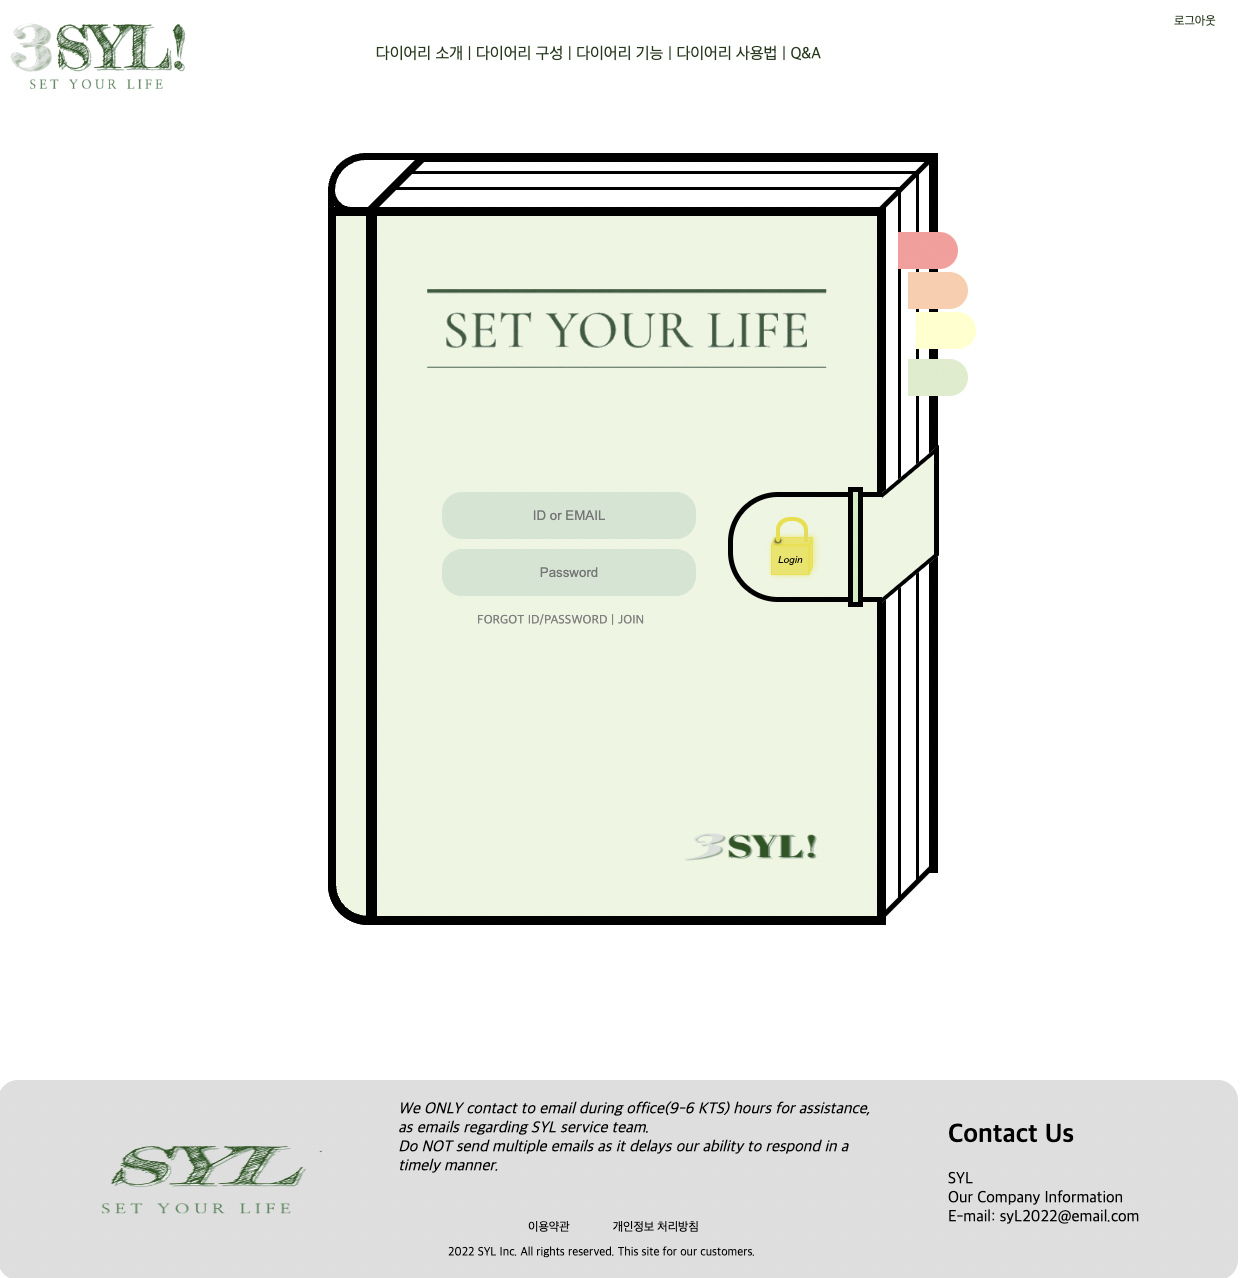 로그아웃
3SYL!
SET YOUR LIFE
다이어리 소개 | 다이어리 구성 | 다이어리 기능 | 다이어리 사용법 | Q&A
SET YOUR LIFE
ID or EMAIL
Password
Login
FORGOT ID/PASSWORD | JOIN
3SYL!
SYL
SET YOUR LIFE
We ONLY contact to email during office(9-6 KTS) hours for assistance,
as emails regarding SYL service team.
Do NOT send multiple emails as it delays our ability to respond in a
timely manner.
이용약관 개인정보 처리방침
2022 SYL Inc. All rights reserved. This site for our customers.
Contact Us
SYL
Our Company Information
E-mail: syL2022@email.com